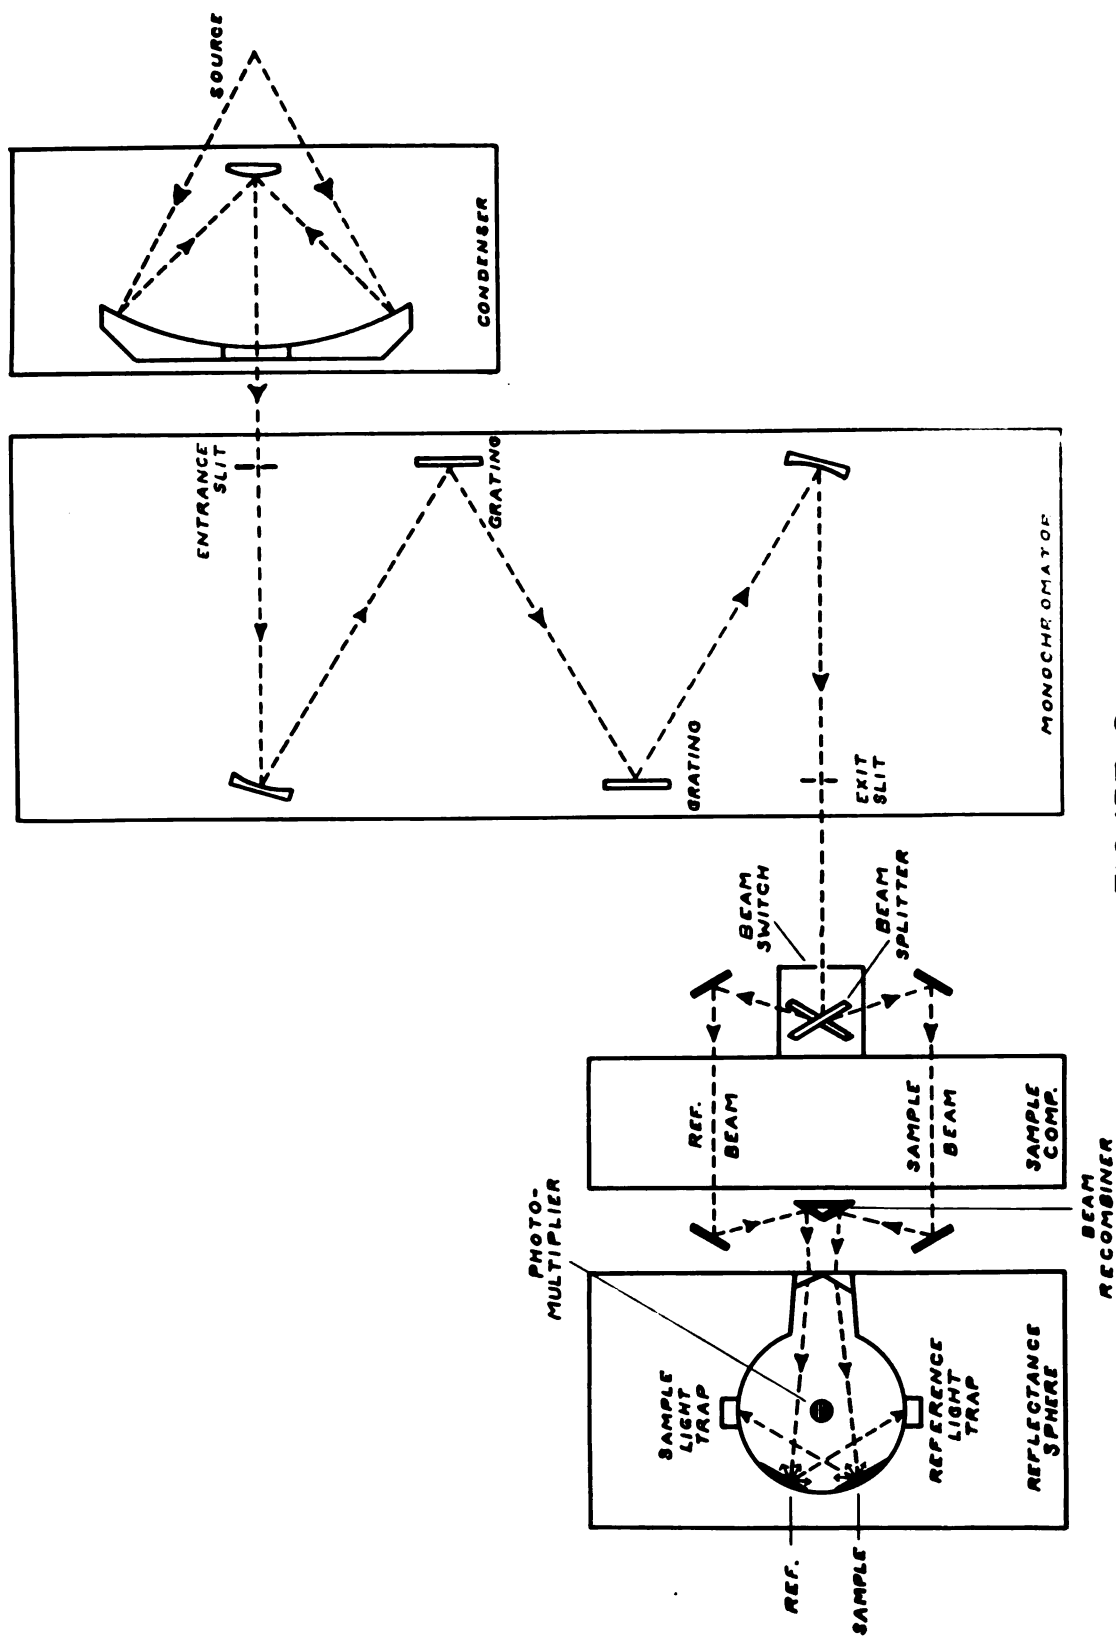 SOURCE
CONDENSER
ENTRANCE
SLIT
GRATING
GRATING
EXIT
SLIT
MONOCHROMATOR
BEAM
SWITCH
BEAM
SPLITTER
REF.
BEAM
SAMPLE
BEAM
SAMPLE
COMP.
BEAM
RECOMBINER
PHOTO-
MULTIPLIER
SAMPLE
LIGHT
TRAP
REFERENCE
LIGHT
TRAP
REFLECTANCE
SPHERE
REF.
SAMPLE